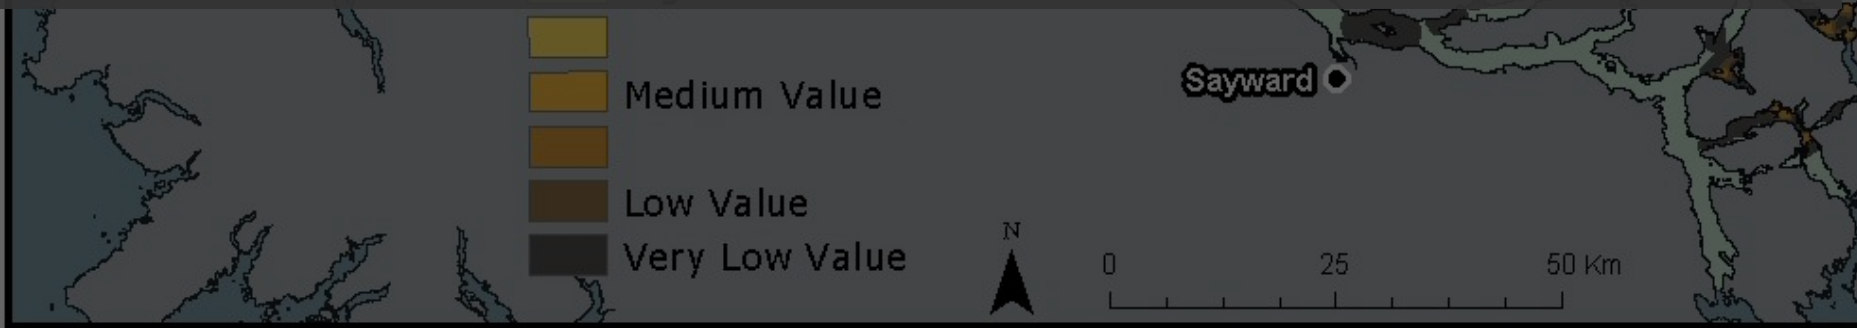 Medium Value
Sayward
Low Value
Very Low Value
N
0 25 50 Km